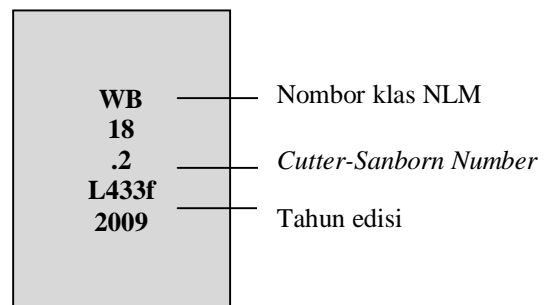 WB
18
.2
L433f
2009
Nombor klas NLM
Cutter-Sanborn Number
Tahun edisi